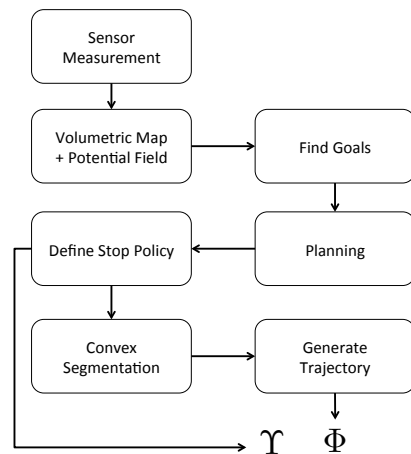 Sensor
Measurement
Volumetric Map
+ Potential Field
Find Goals
Define Stop Policy
Planning
Convex
Segmentation
Generate
Trajectory
ϒ Φ